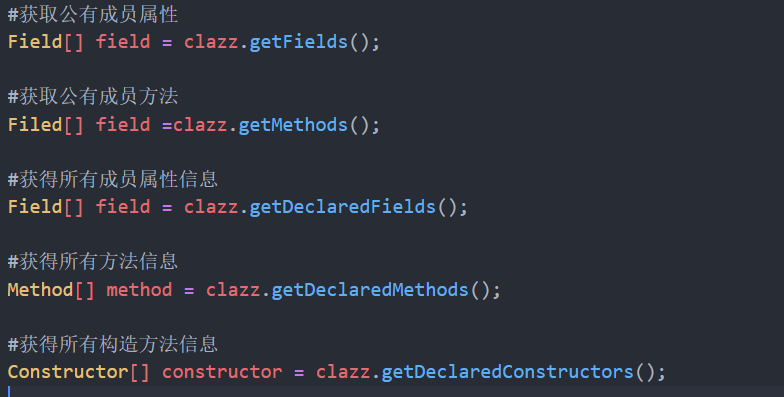 #获取公有成员属性
Field[] field = clazz.getFields();
#获取公有成员方法
Filed[] field =clazz.getMethods();
#获得所有成员属性信息
Field[] field = clazz.getDeclaredFields();
#获得所有方法信息
Method[] method = clazz.getDeclaredMethods();
#获得所有构造方法信息
Constructor[] constructor = clazz.getDeclaredConstructors();